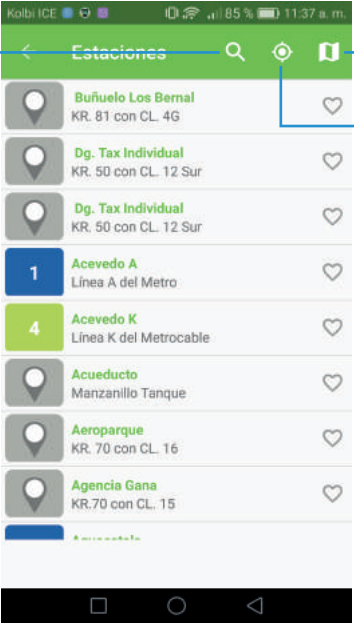 Kolbi ICE 85 % 11:37 a. m.
Estaciones
Buñuelo Los Bernal
KR. 81 con CL. 4G
Dg. Tax Individual
KR. 50 con CL. 12 Sur
Dg. Tax Individual
KR. 50 con CL. 12 Sur
1
Acevedo A
Línea A del Metro
4
Acevedo K
Línea K del Metrocable
Acueducto
Manzanillo Tanque
Aeroparque
KR. 70 con CL. 16
Agencia Gana
KR.70 con CL. 15